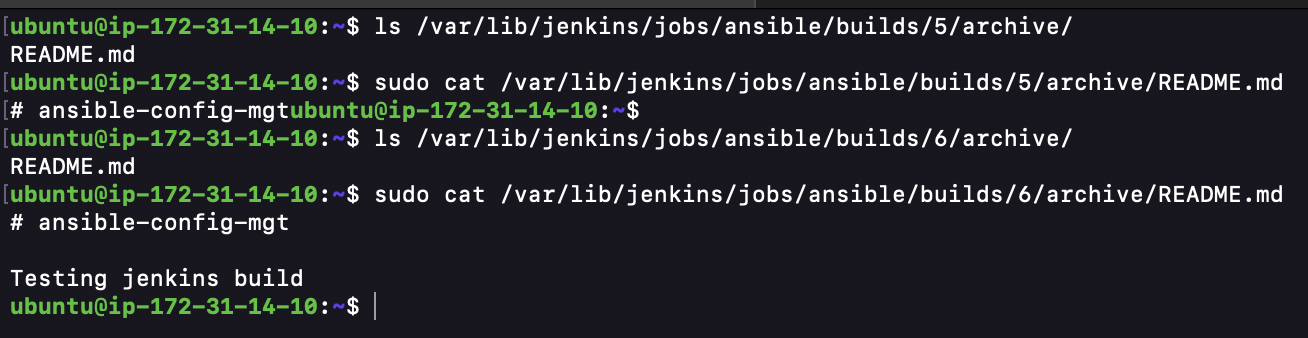 [ubuntu@ip-172-31-14-10:~$ ls /var/lib/jenkins/jobs/ansible/builds/5/archive/
README.md
[ubuntu@ip-172-31-14-10:~$ sudo cat /var/lib/jenkins/jobs/ansible/builds/5/archive/README.md
[# ansible-config-mgtubuntu@ip-172-31-14-10:~$
[ubuntu@ip-172-31-14-10:~$ ls /var/lib/jenkins/jobs/ansible/builds/6/archive/
README.md
[ubuntu@ip-172-31-14-10:~$ sudo cat /var/lib/jenkins/jobs/ansible/builds/6/archive/README.md
# ansible-config-mgt
Testing jenkins build
ubuntu@ip-172-31-14-10:~$